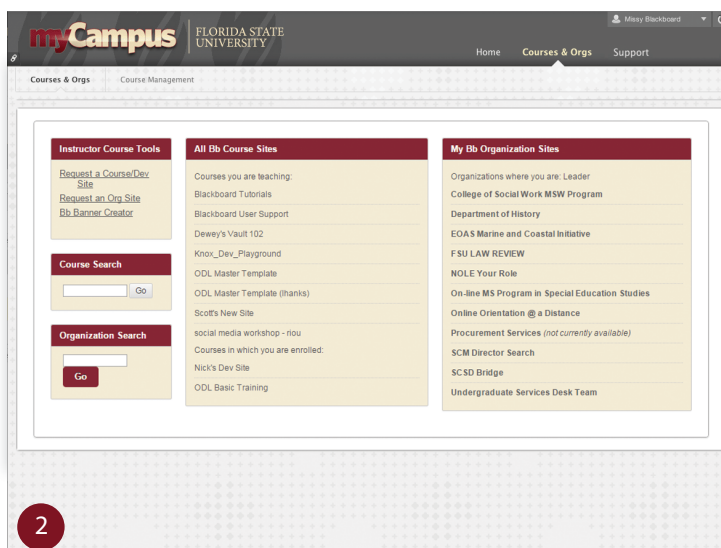 myCampus
FLORIDA STATE
UNIVERSITY
Missy Blackboard
Home Courses & Orgs Support
Courses & Orgs Course Management
Instructor Course Tools
Request a Course/Dev
Site
Request an Org Site
Bb Banner Creator
Course Search
Go
Organization Search
Go
All Bb Course Sites
Courses you are teaching:
Blackboard Tutorials
Blackboard User Support
Dewey's Vault 102
Knox_Dev_Playground
ODL Master Template
ODL Master Template (lhanks)
Scott's New Site
social media workshop - riou
Courses in which you are enrolled:
Nick's Dev Site
ODL Basic Training
My Bb Organization Sites
Organizations where you are: Leader
College of Social Work MSW Program
Department of History
EOAS Marine and Coastal Initiative
FSU LAW REVIEW
NOLE Your Role
On-line MS Program in Special Education Studies
Online Orientation @ a Distance
Procurement Services (not currently available)
SCM Director Search
SCSD Bridge
Undergraduate Services Desk Team
2